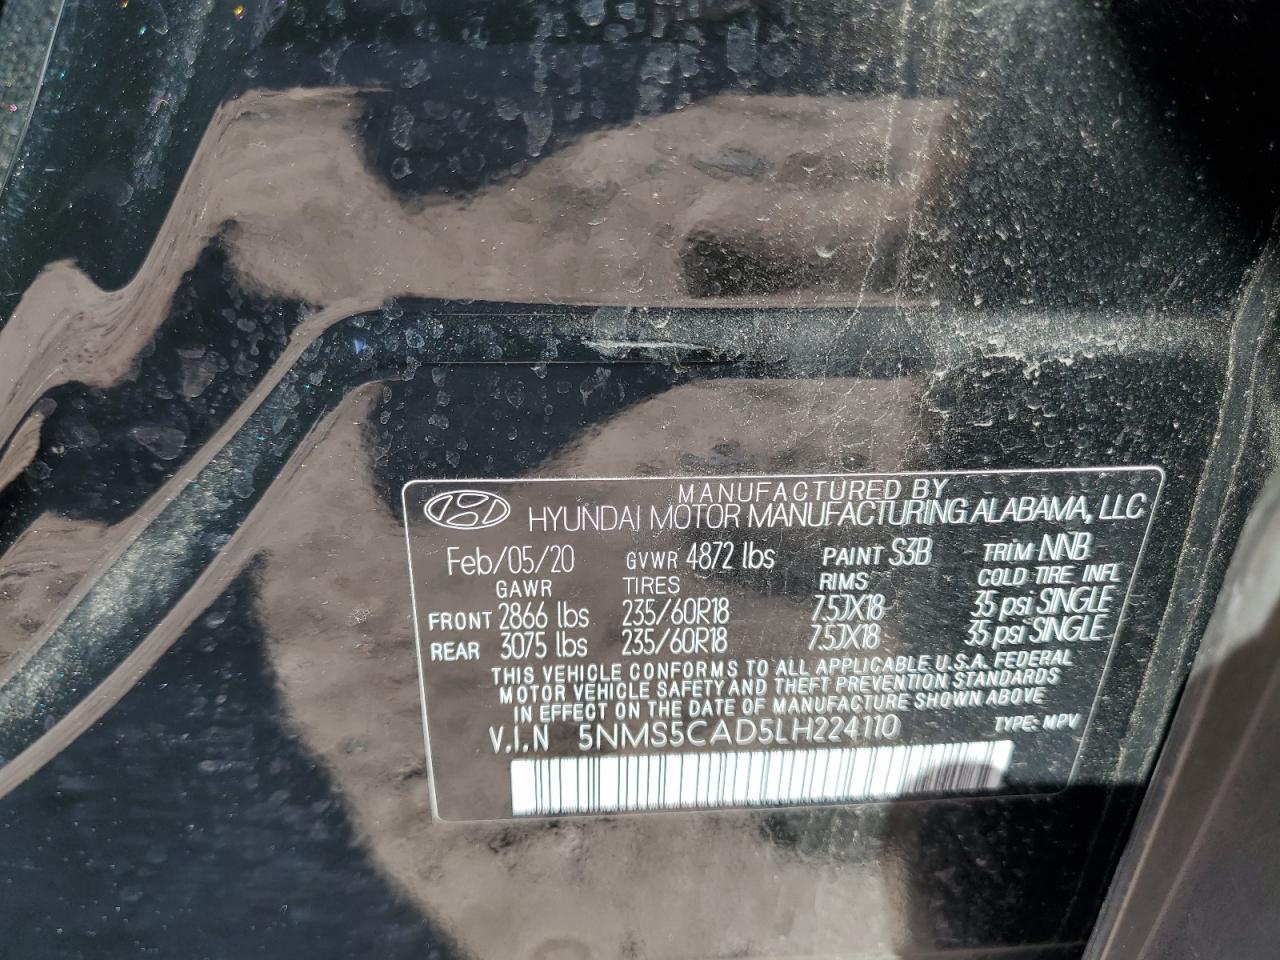 MANUFACTURED BY
HYUNDAI MOTOR MANUFACTURING ALABAMA, LLC
Feb/05/20 GVWR 4872 lbs PAINT S3B TRIM NNB
GAWR TIRES RIMS COLD TIRE INFL
FRONT 2866 lbs 235/60R18 7.5JX18 35 psi SINGLE
REAR 3075 lbs 235/60R18 7.5JX18 35 psi SINGLE
THIS VEHICLE CONFORMS TO ALL APPLICABLE U.S.A. FEDERAL
MOTOR VEHICLE SAFETY AND THEFT PREVENTION STANDARDS
IN EFFECT ON THE DATE OF MANUFACTURE SHOWN ABOVE
V.I.N 5NMS5CAD5LH224110 TYPE: MPV